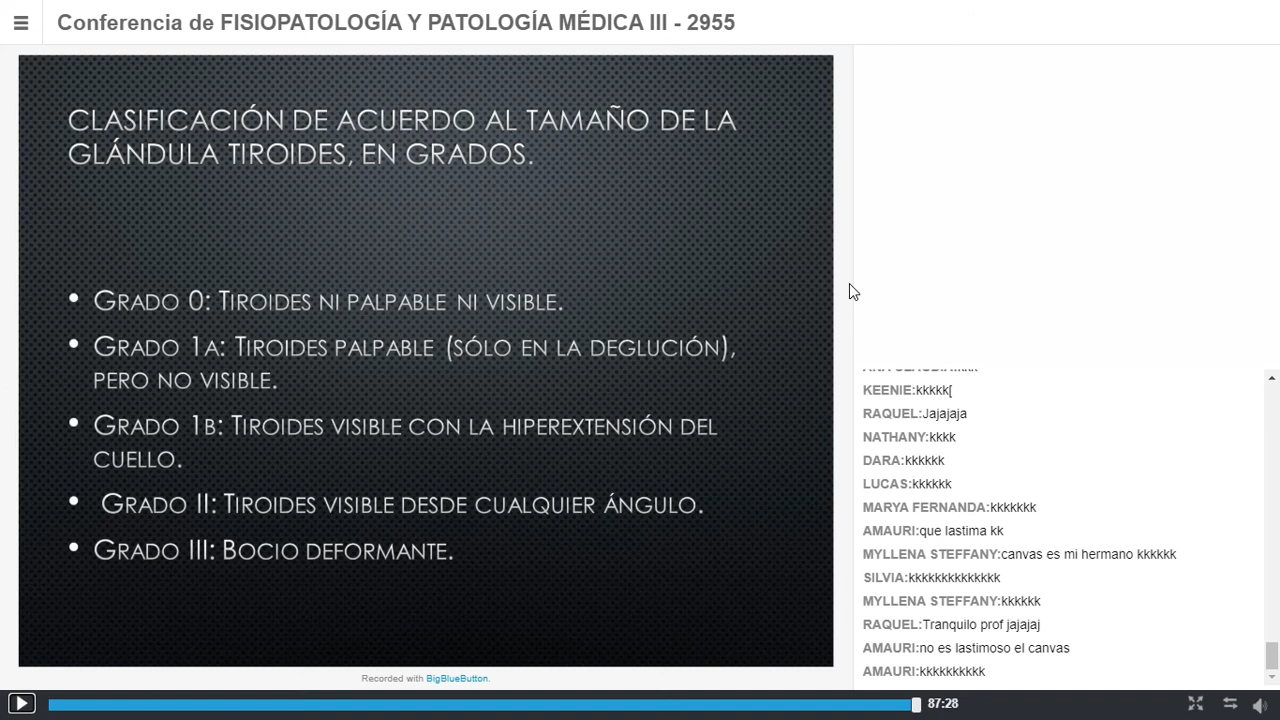 Conferencia de FISIOPATOLOGÍA Y PATOLOGÍA MÉDICA III - 2955
CLASIFICACIÓN DE ACUERDO AL TAMAÑO DE LA
GLÁNDULA TIROIDES, EN GRADOS.
• GRADO 0: TIROIDES NI PALPABLE NI VISIBLE.
• GRADO 1A: TIROIDES PALPABLE (SÓLO EN LA DEGLUCIÓN),
PERO NO VISIBLE.
• GRADO 1B: TIROIDES VISIBLE CON LA HIPEREXTENSIÓN DEL
CUELLO.
• GRADO II: TIROIDES VISIBLE DESDE CUALQUIER ÁNGULO.
• GRADO III: BOCIO DEFORMANTE.
Recorded with BigBlueButton.
KEENIE:kkkkk[
RAQUEL:Jajajaja
NATHANY:kkkk
DARA:kkkkkk
LUCAS:kkkkkk
MARYA FERNANDA:kkkkkkk
AMAURI:que lastima kk
MYLLENA STEFFANY:canvas es mi hermano kkkkkk
SILVIA:kkkkkkkkkkkkkk
MYLLENA STEFFANY:kkkkkk
RAQUEL:Tranquilo prof jajajaj
AMAURI:no es lastimoso el canvas
AMAURI:kkkkkkkkkk
87:28